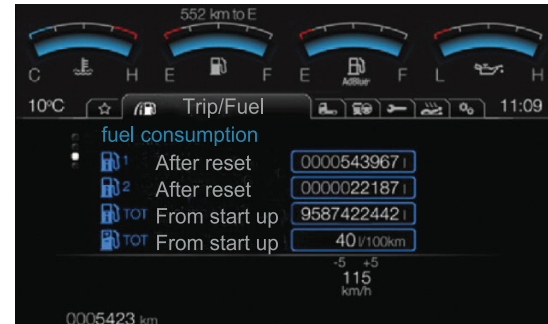 552 km to E
C H E F E AdBlue F L H
10ºC Trip/Fuel 11:09
fuel consumption
1 After reset 0000543967 l
2 After reset 0000022187 l
TOT From start up 9587422442 l
TOT From start up 40 l/100km
-5 +5
115
km/h
0005423 km